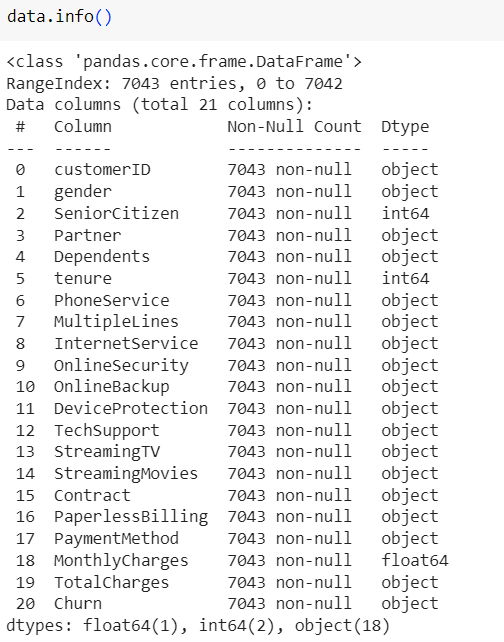 data.info()
<class 'pandas.core.frame.DataFrame'>
RangeIndex: 7043 entries, 0 to 7042
Data columns (total 21 columns):
 #   Column            Non-Null Count  Dtype
---  ------            --------------  -----
 0   customerID        7043 non-null   object
 1   gender            7043 non-null   object
 2   SeniorCitizen     7043 non-null   int64
 3   Partner           7043 non-null   object
 4   Dependents        7043 non-null   object
 5   tenure            7043 non-null   int64
 6   PhoneService      7043 non-null   object
 7   MultipleLines     7043 non-null   object
 8   InternetService   7043 non-null   object
 9   OnlineSecurity    7043 non-null   object
 10  OnlineBackup      7043 non-null   object
 11  DeviceProtection  7043 non-null   object
 12  TechSupport       7043 non-null   object
 13  StreamingTV       7043 non-null   object
 14  StreamingMovies   7043 non-null   object
 15  Contract          7043 non-null   object
 16  PaperlessBilling  7043 non-null   object
 17  PaymentMethod     7043 non-null   object
 18  MonthlyCharges    7043 non-null   float64
 19  TotalCharges      7043 non-null   object
 20  Churn             7043 non-null   object
dtypes: float64(1), int64(2), object(18)